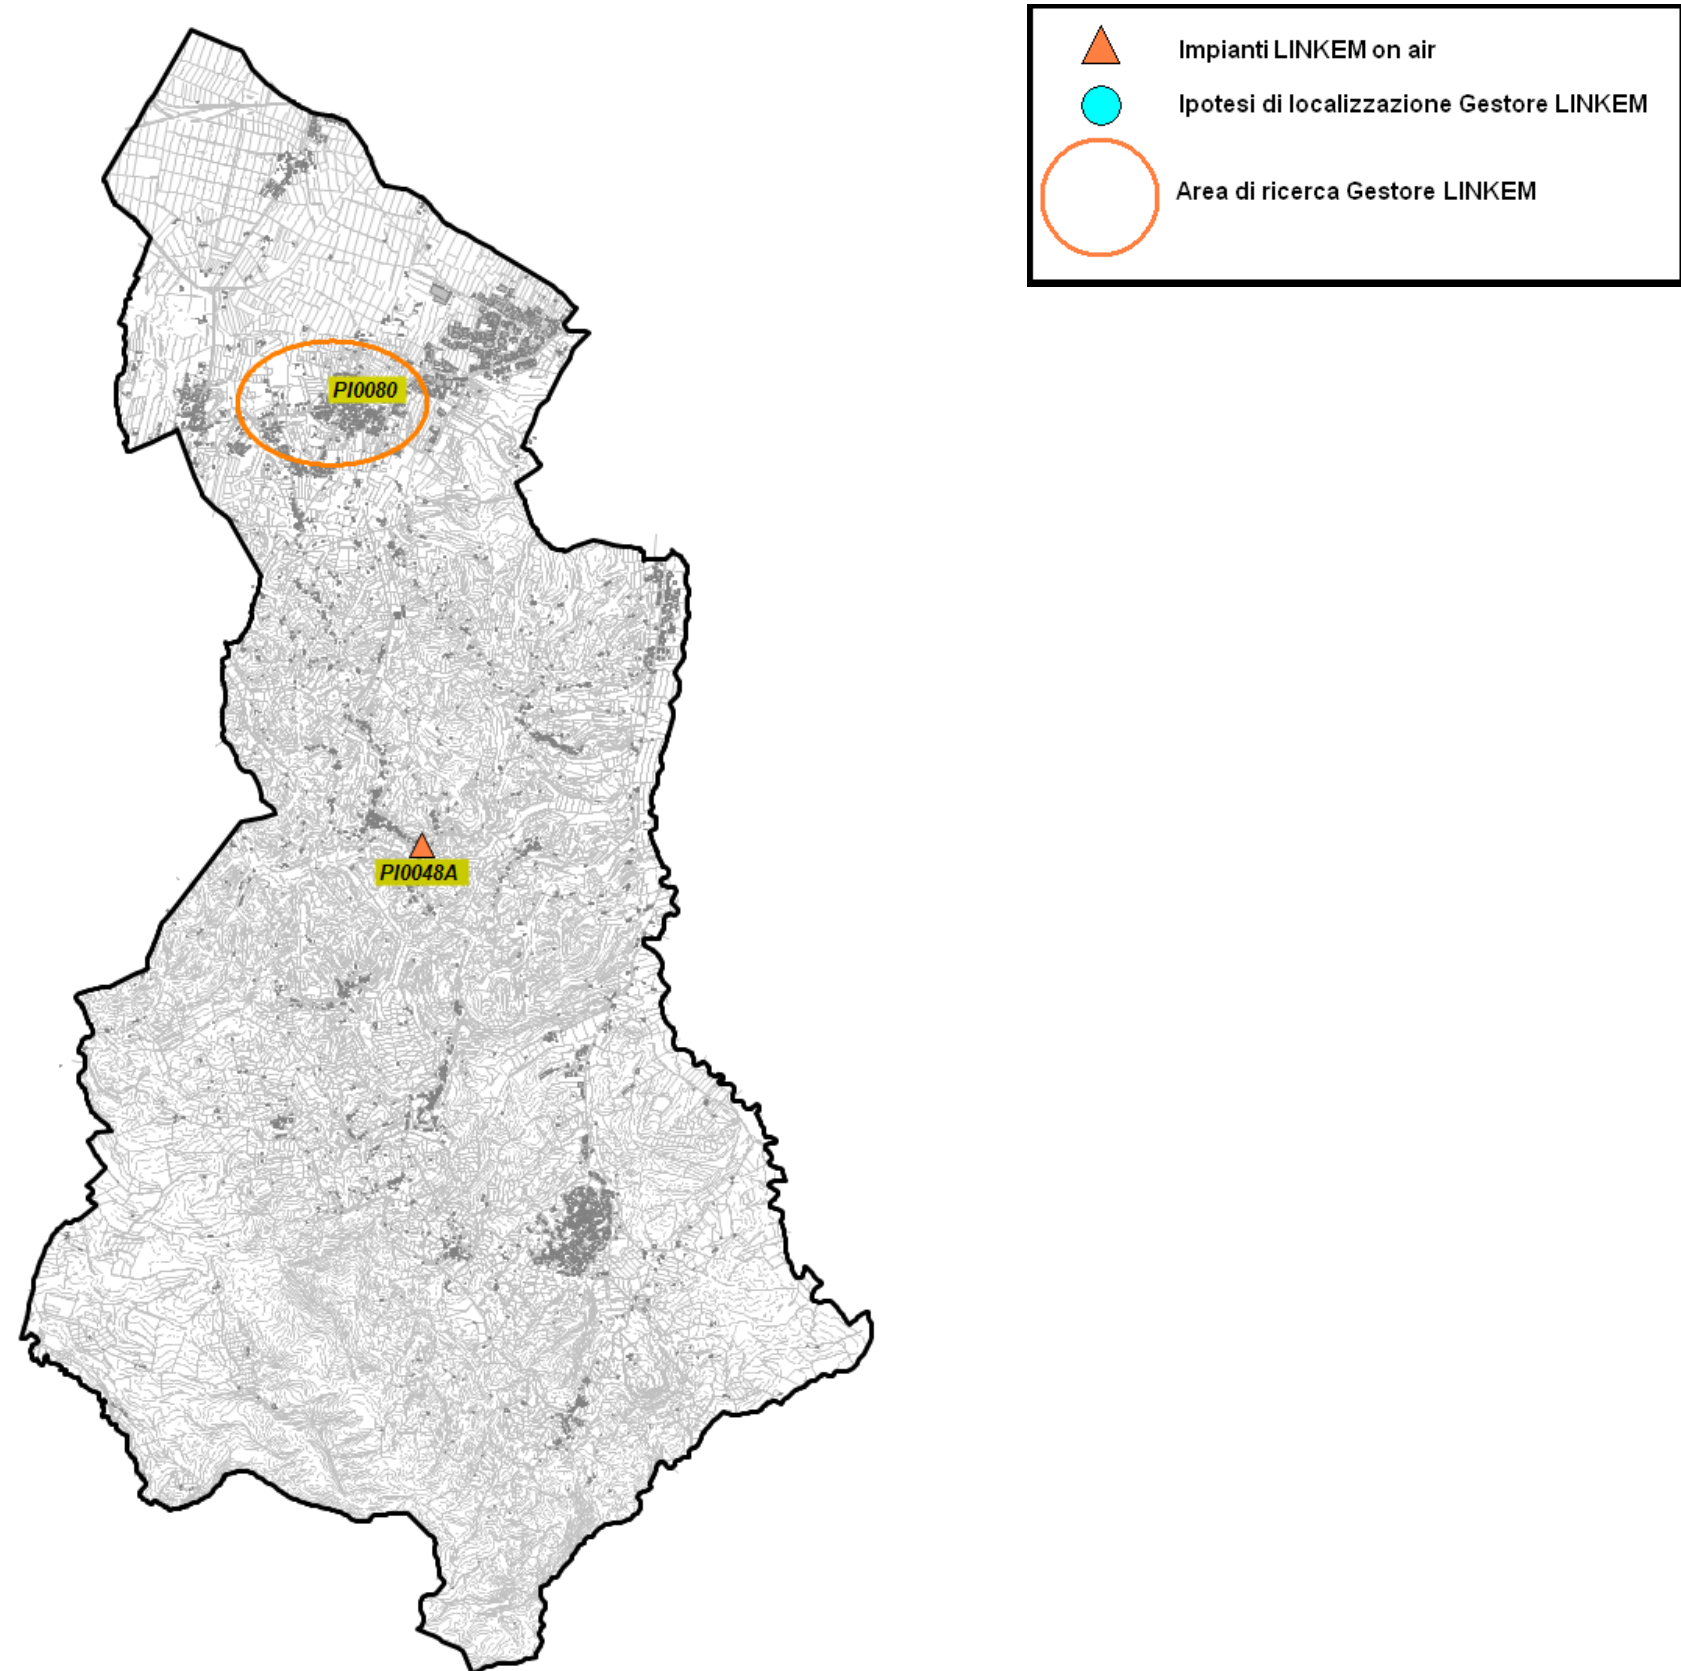 Impianti LINKEM on air
Ipotesi di localizzazione Gestore LINKEM
Area di ricerca Gestore LINKEM
PI0080
PI0048A